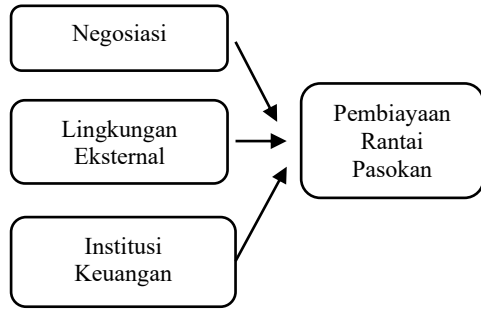 Negosiasi
Lingkungan
Eksternal
Institusi
Keuangan
Pembiayaan
Rantai
Pasokan